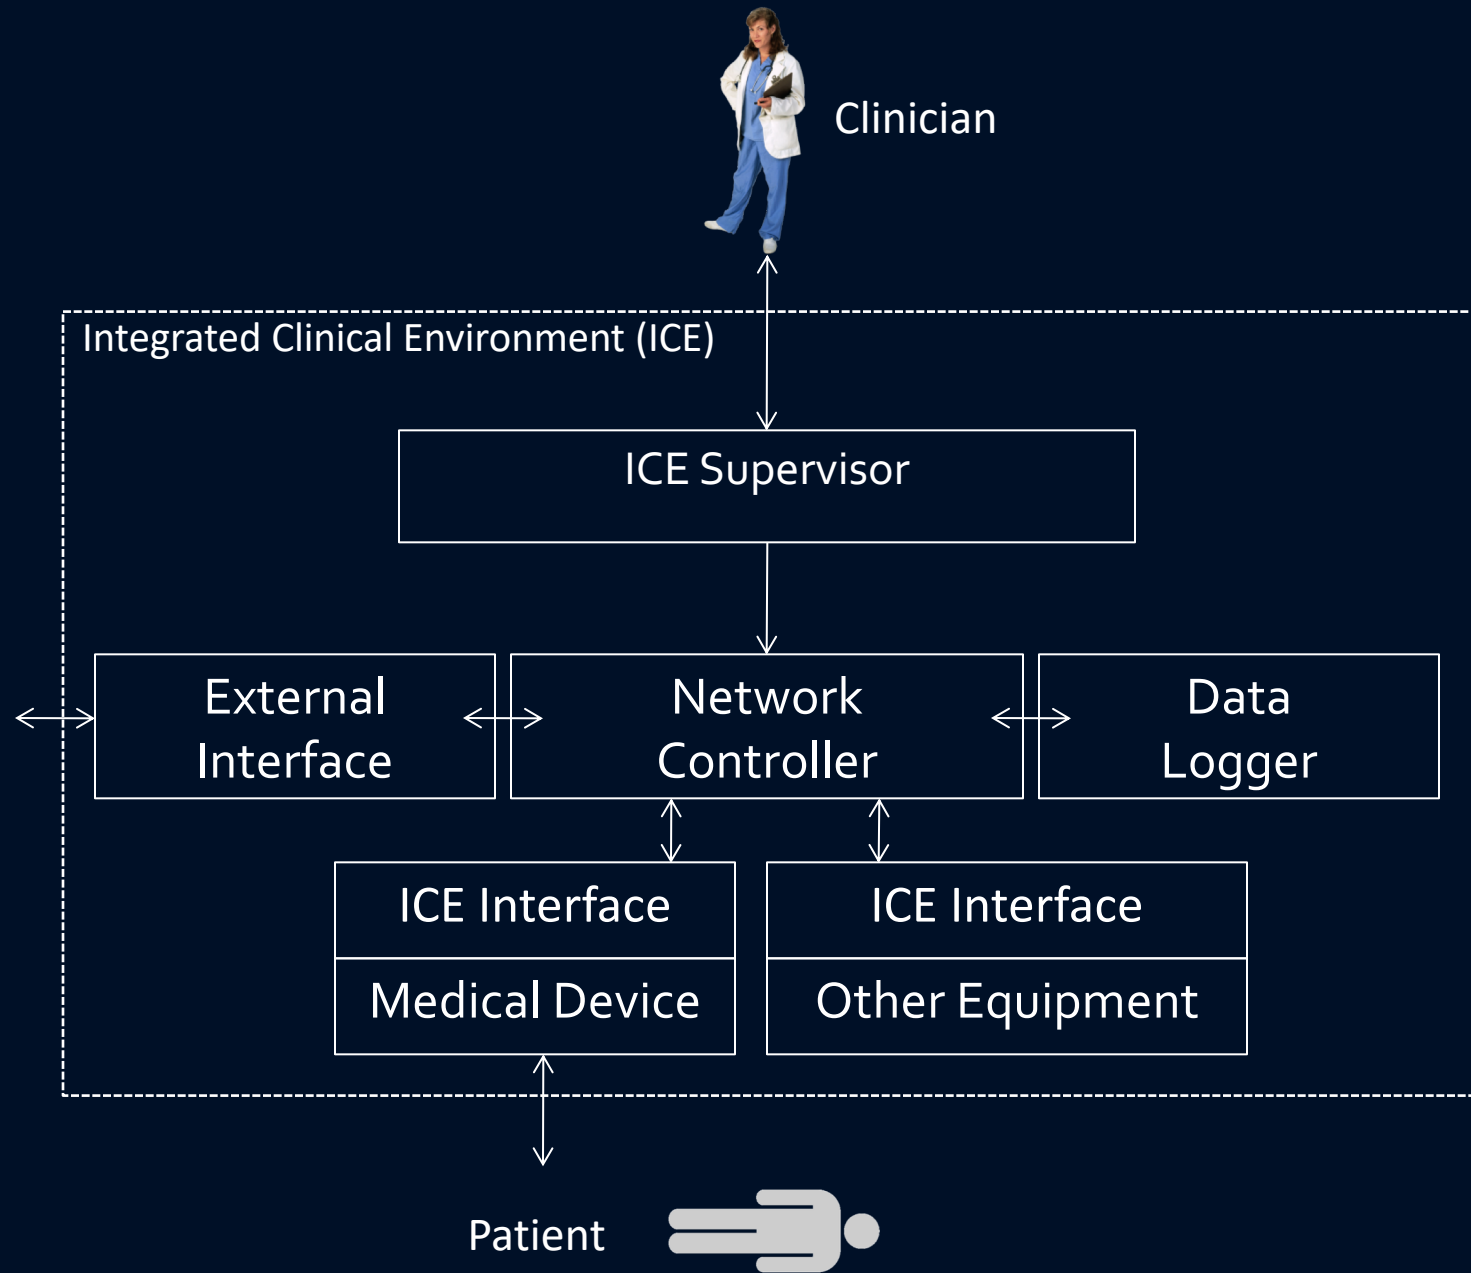 Clinician
Integrated Clinical Environment (ICE)
ICE Supervisor
External
Interface
Network
Controller
Data
Logger
ICE Interface
Medical Device
ICE Interface
Other Equipment
Patient